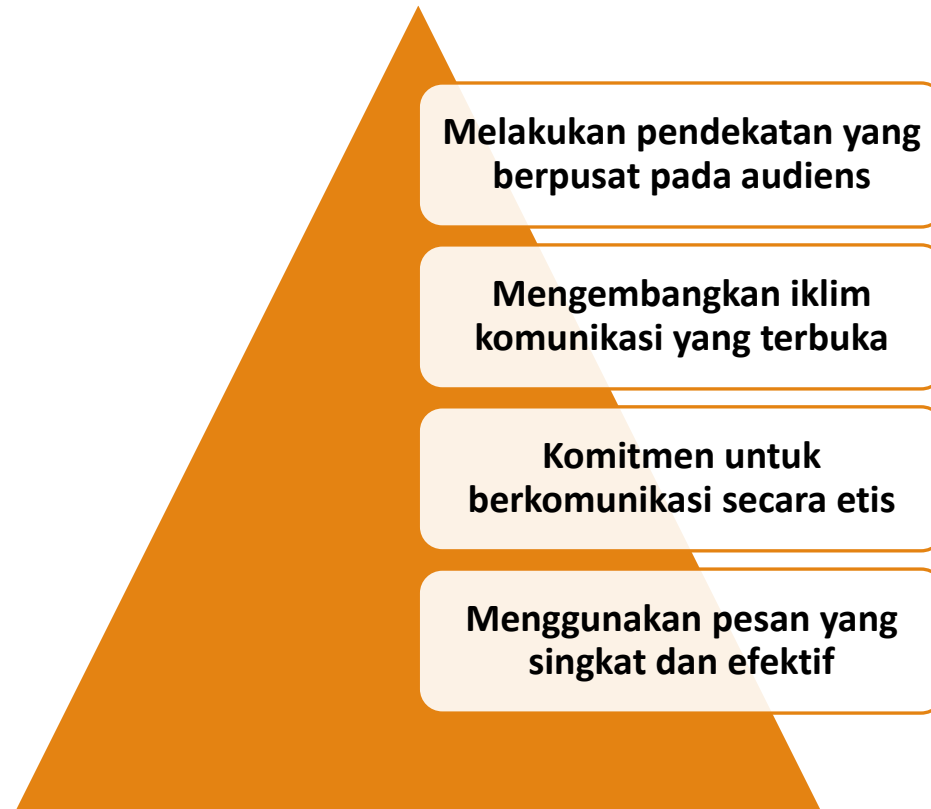 Melakukan pendekatan yang
berpusat pada audiens
Mengembangkan iklim
komunikasi yang terbuka
Komitmen untuk
berkomunikasi secara etis
Menggunakan pesan yang
singkat dan efektif